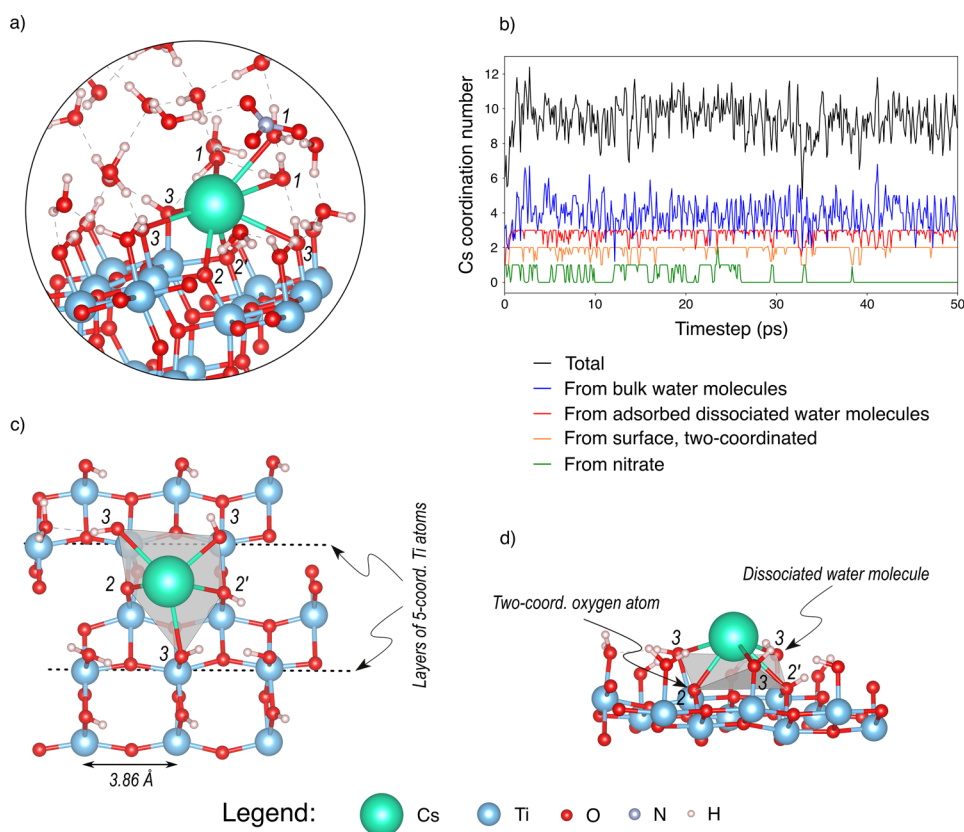 a)
1
1
1
3
3
3
2
2'
b)
Cs coordination number
12
10
8
6
4
2
0
0
10
20
30
40
50
Timestep (ps)
Total
From bulk water molecules
From adsorbed dissociated water molecules
From surface, two-coordinated
From nitrate
c)
3
3
2
2'
3
3.86 Å
Layers of 5-coord. Ti atoms
d)
Dissociated water molecule
Two-coord. oxygen atom
3
3
3
2
2'
Legend:
Cs
Ti
O
N
H